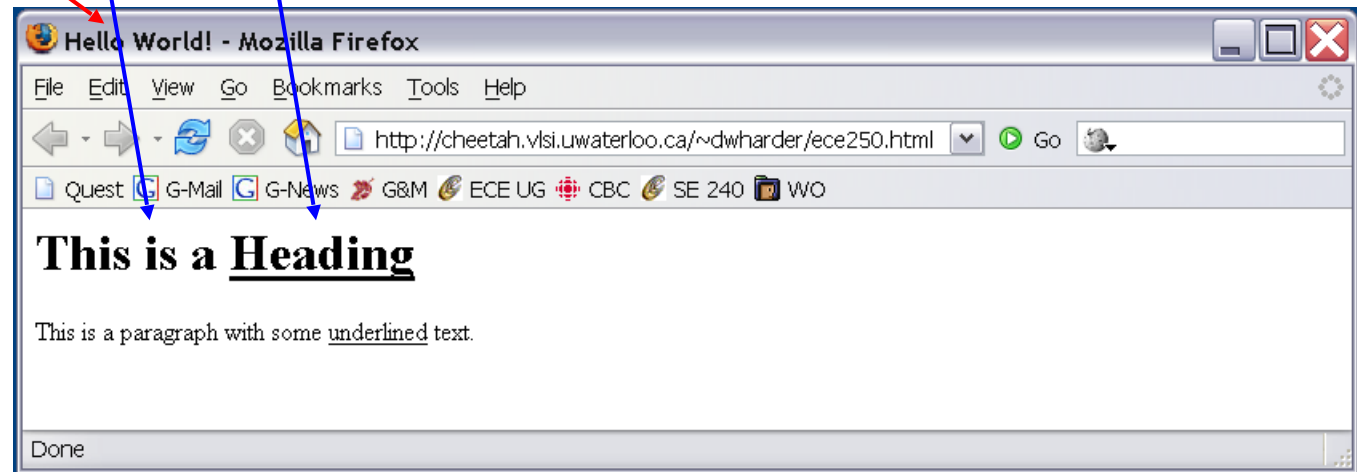 Hello World! - Mozilla Firefox
File Edit View Go Bookmarks Tools Help
http://cheetah.vlsi.uwaterloo.ca/~dwharder/ece250.html Go
Quest G G-Mail G G-News G&M ECE UG CBC SE 240 WO
This is a Heading
This is a paragraph with some underlined text.
Done